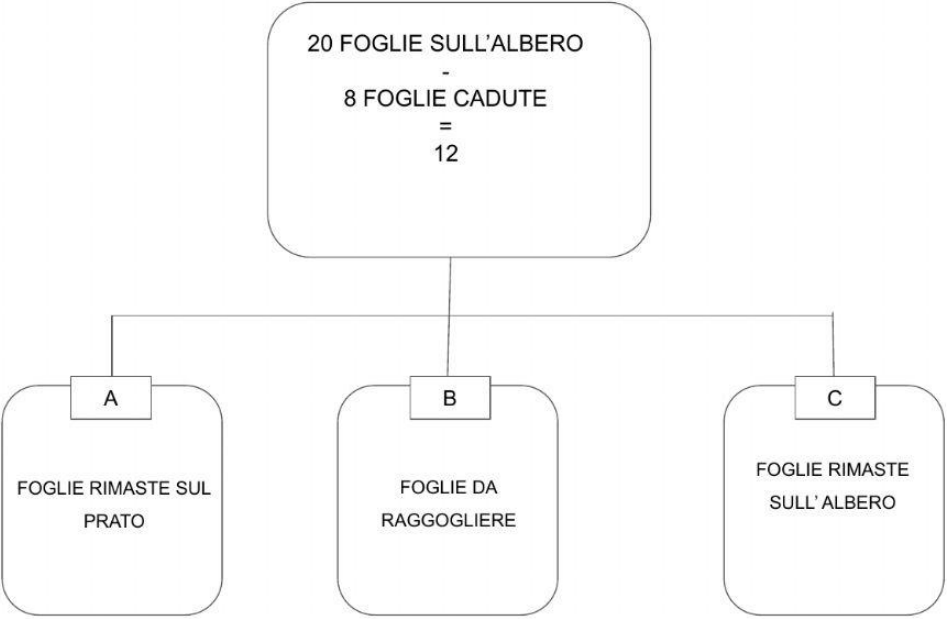 20 FOGLIE SULL'ALBERO
-
8 FOGLIE CADUTE
=
12
A
FOGLIE RIMASTE SUL
PRATO
B
FOGLIE DA
RAGGOGLIERE
C
FOGLIE RIMASTE
SULL' ALBERO